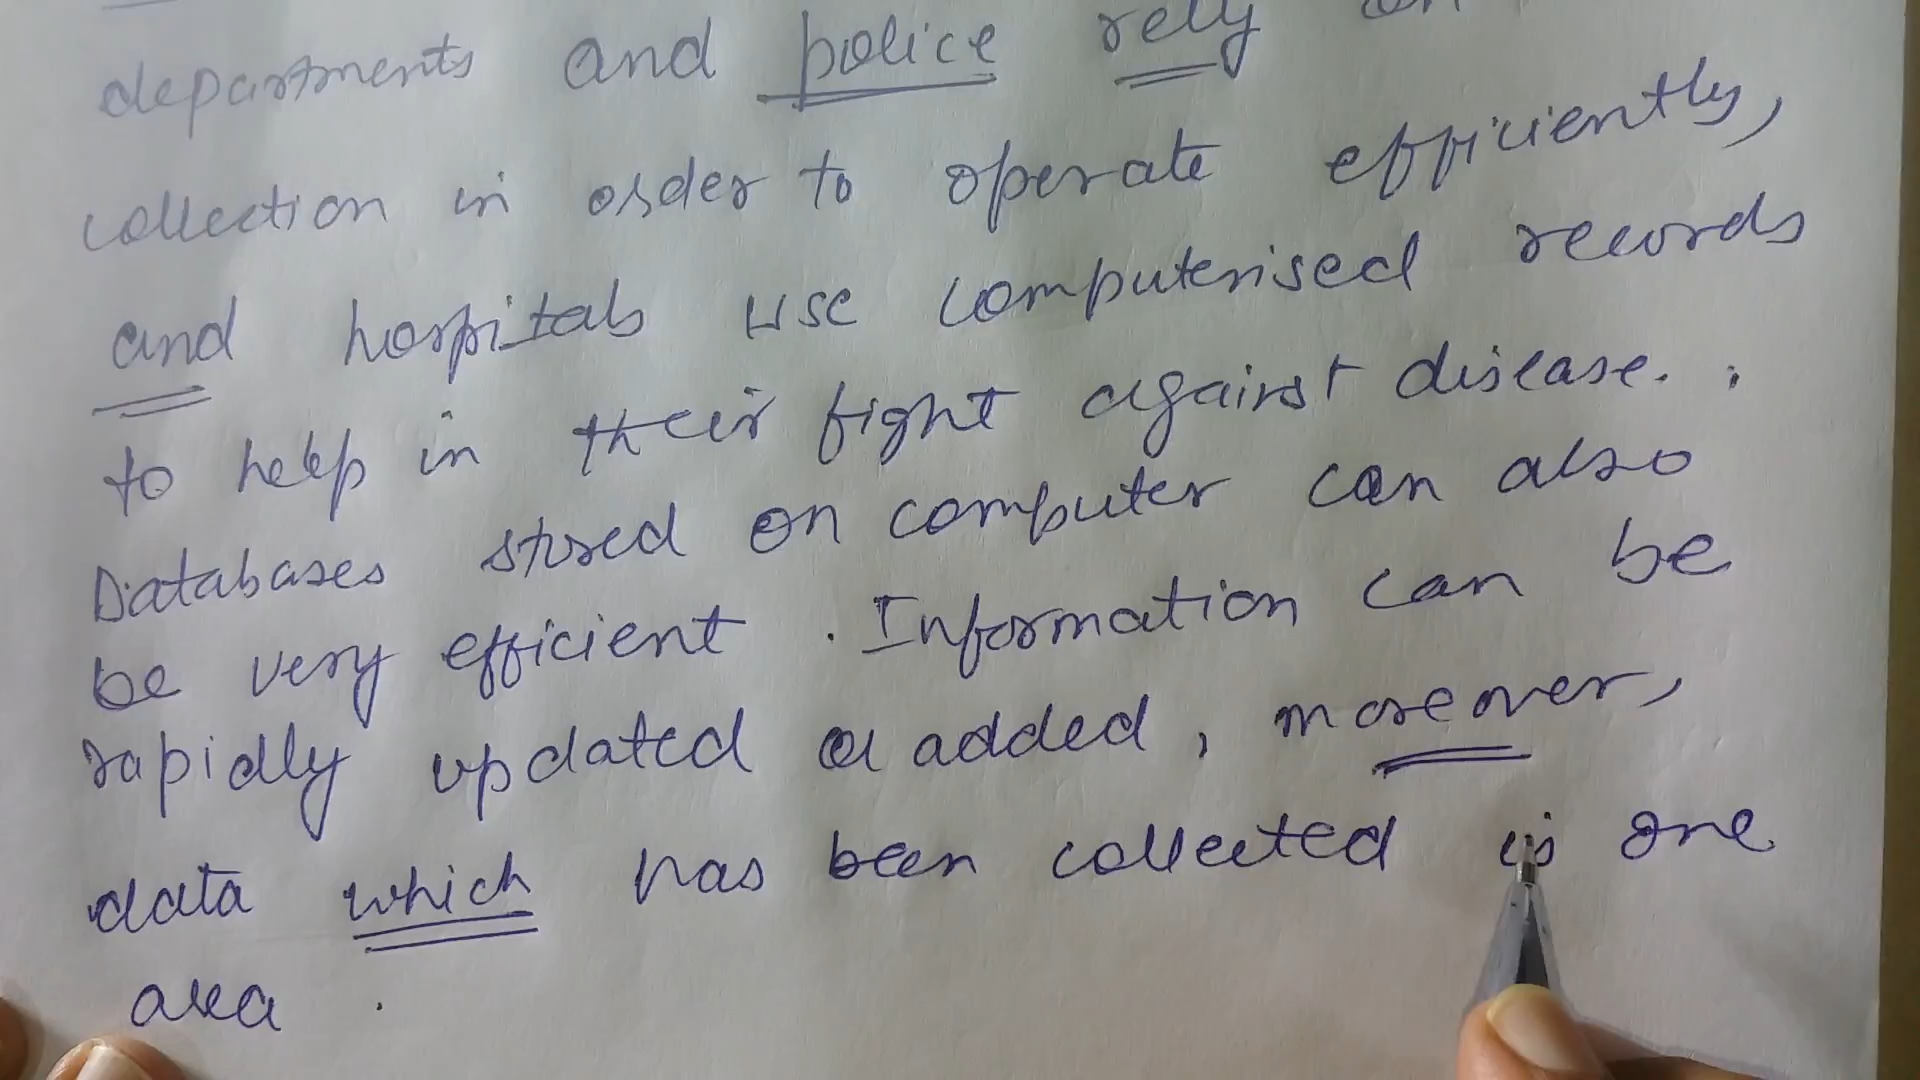 departments and police rely on
collection in order to operate efficiently,
and hospitals use computerised records
to help in their fight against disease.
Databases stored on computer can also
be very efficient. Information can be
rapidly updated or added, moreover,
data which has been collected is one
area.